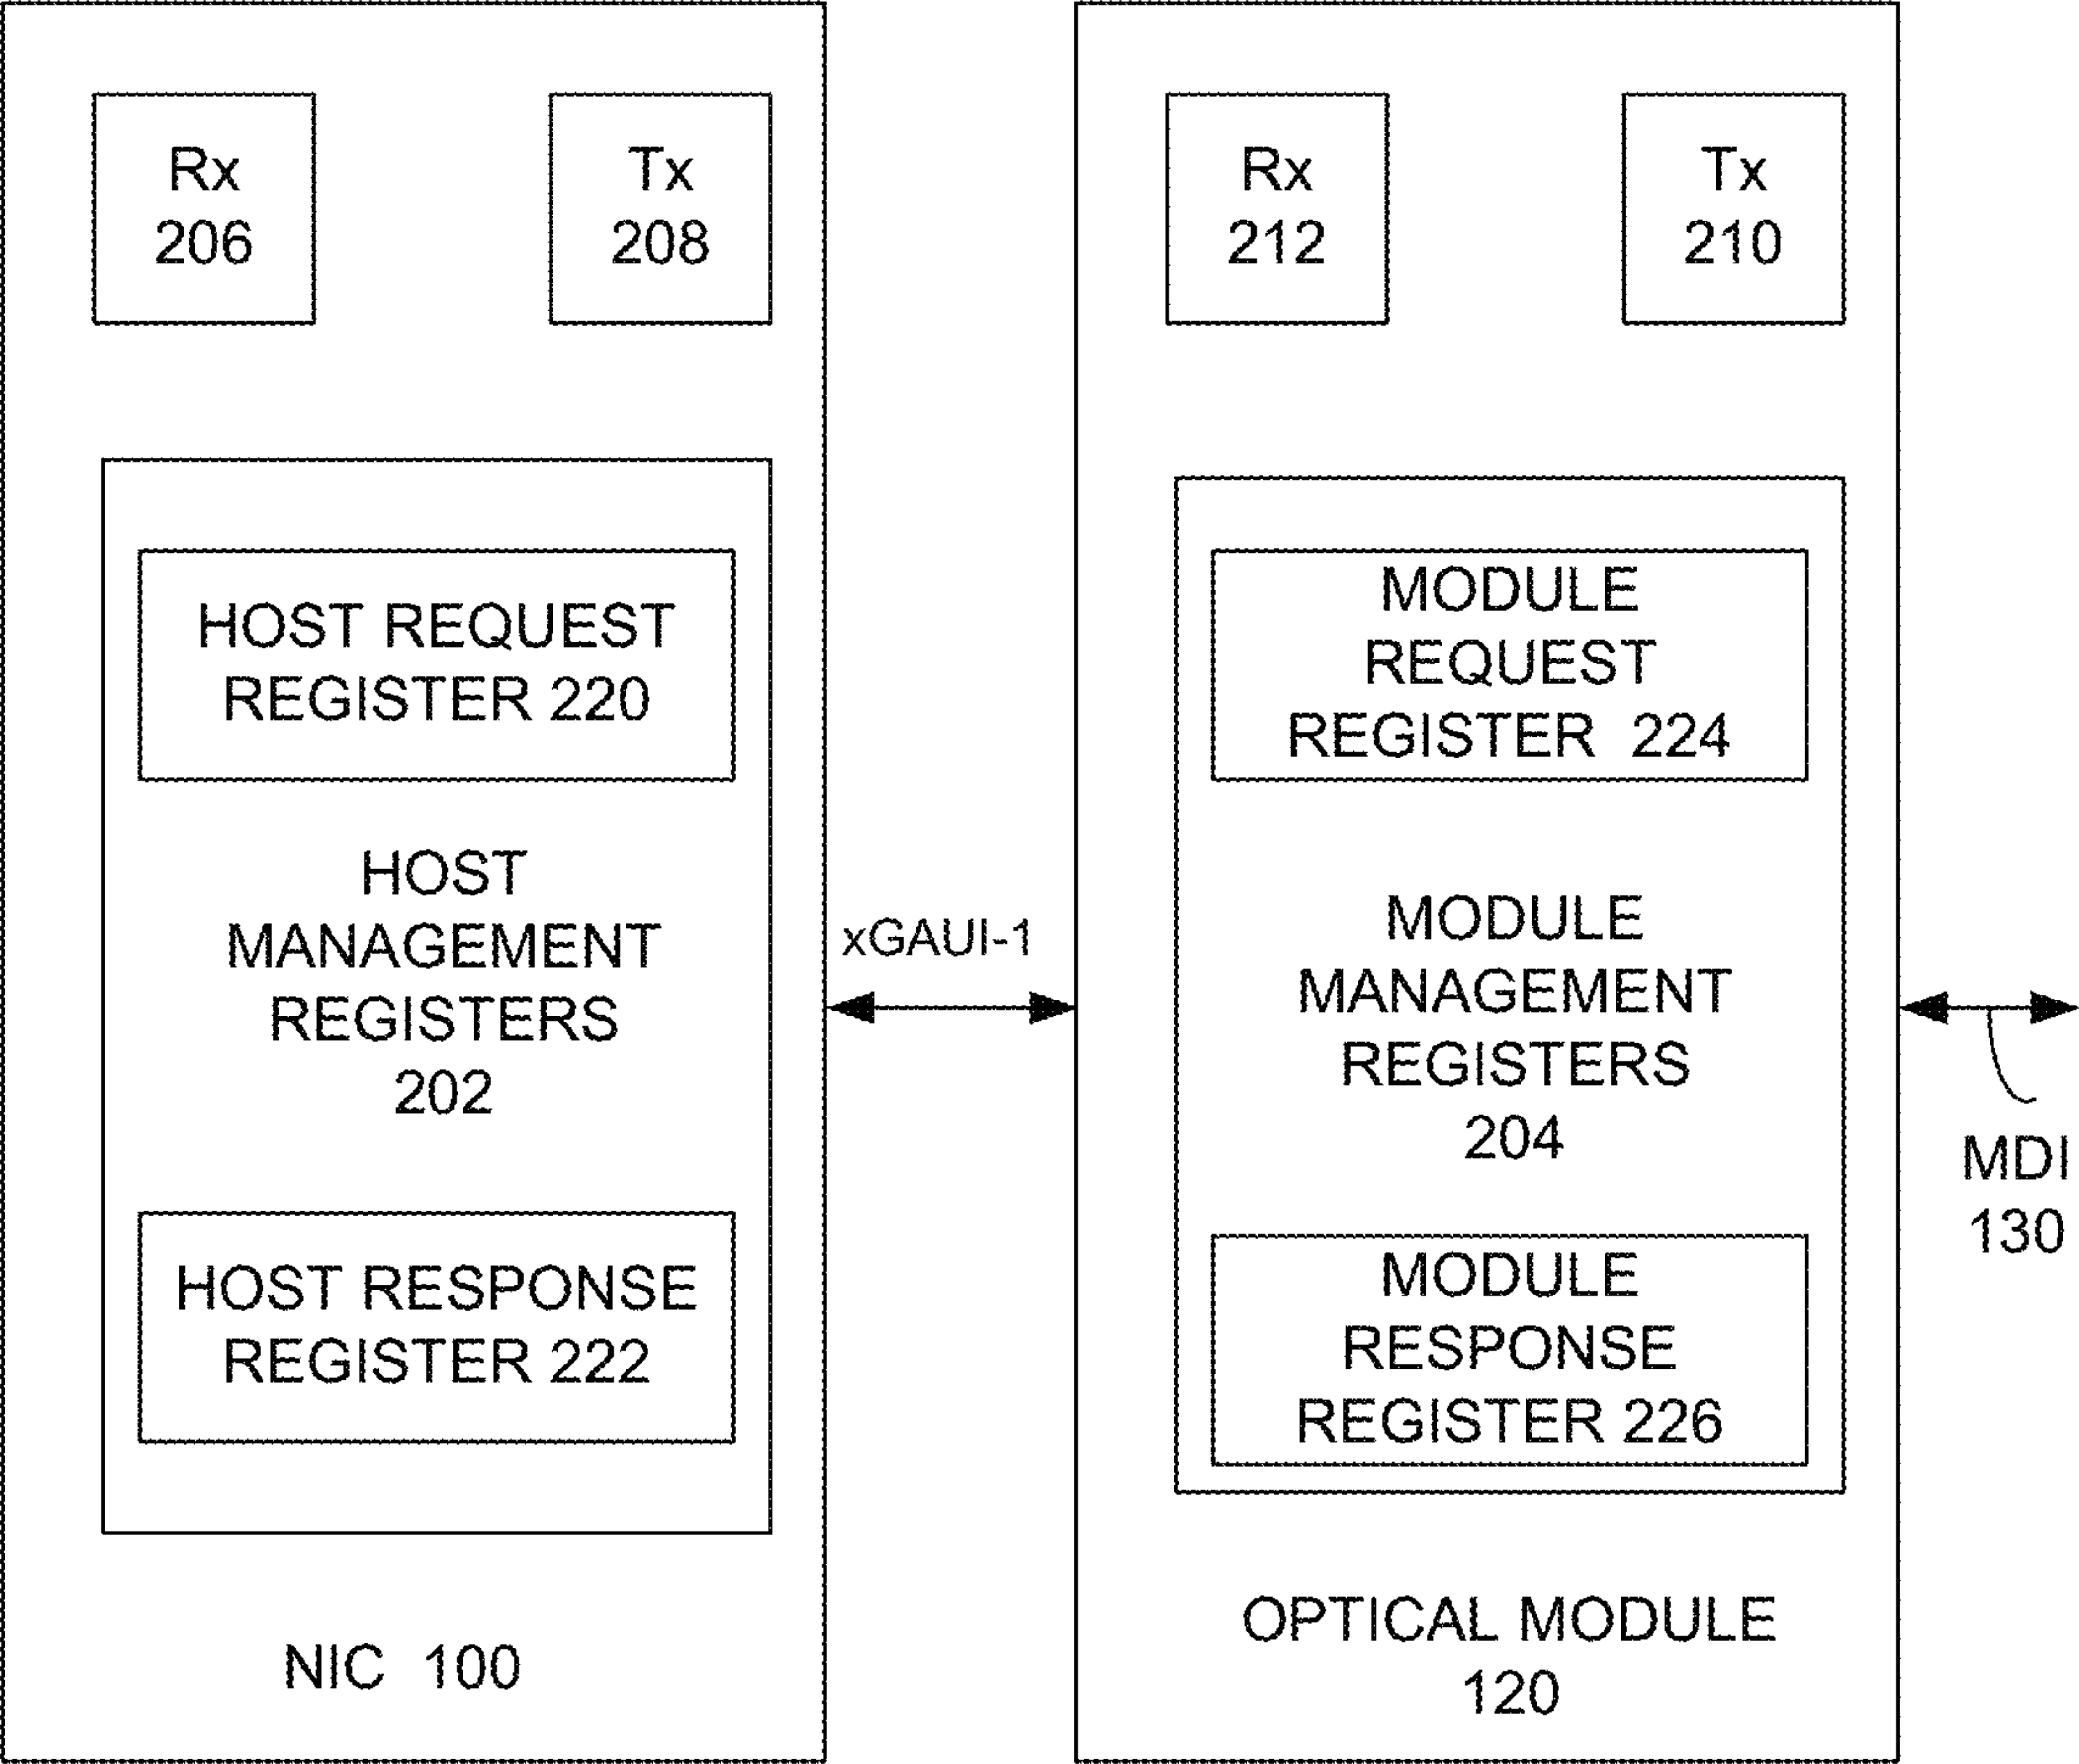 Rx
206
Tx
208
HOST REQUEST
REGISTER 220
HOST
MANAGEMENT
REGISTERS
202
HOST RESPONSE
REGISTER 222
NIC 100
xGAUI-1
Rx
212
Tx
210
MODULE
REQUEST
REGISTER 224
MODULE
MANAGEMENT
REGISTERS
204
MODULE
RESPONSE
REGISTER 226
OPTICAL MODULE
120
MDI
130